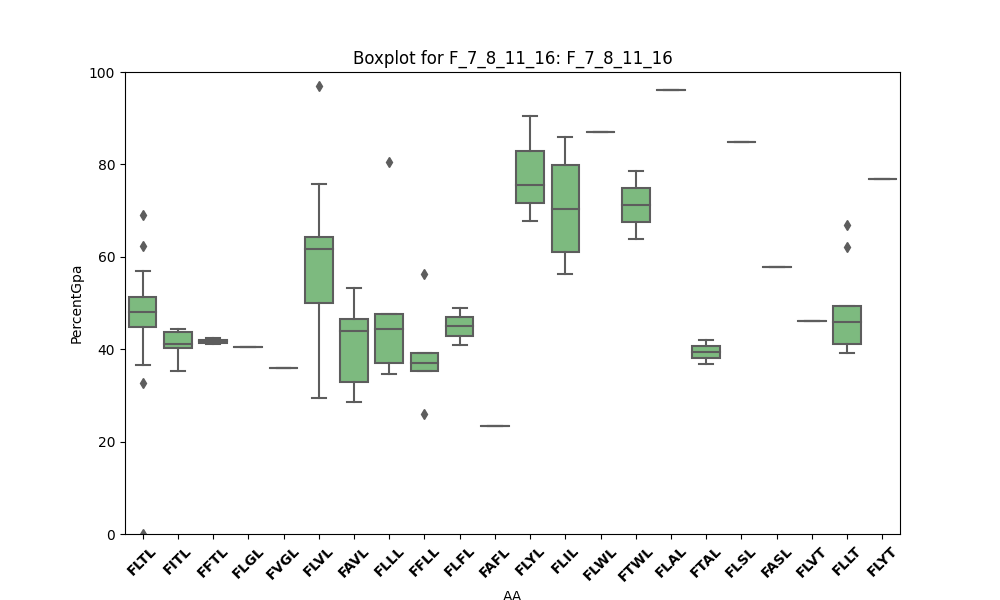 Boxplot for F_7_8_11_16: F_7_8_11_16
100
80
60
40
20
0
PercentGpa
FLTL FITL FFTL FLGL FVGL FLVL FAVL FLLL FFLL FLFL FAFL FLYL FLIL FLWL FTWL FLAL FTAL FLSL FASL FLVT FLLT FLYT
AA